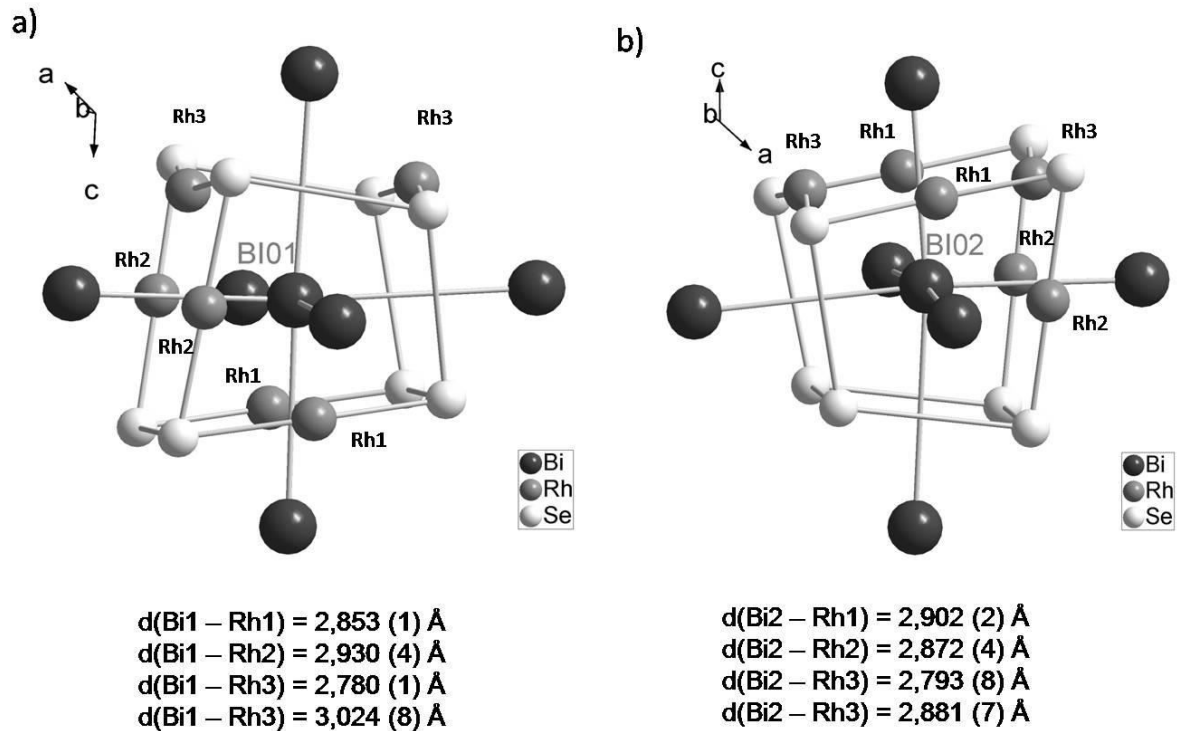 a)
a
b
c
Rh3
Rh3
BI01
Rh2
Rh2
Rh1
Rh1
Bi
Rh
Se
d(Bi1 – Rh1) = 2,853 (1) Å
d(Bi1 – Rh2) = 2,930 (4) Å
d(Bi1 – Rh3) = 2,780 (1) Å
d(Bi1 – Rh3) = 3,024 (8) Å
b)
c
b
a
Rh3
Rh1
Rh3
Rh1
BI02
Rh2
Rh2
Bi
Rh
Se
d(Bi2 – Rh1) = 2,902 (2) Å
d(Bi2 – Rh2) = 2,872 (4) Å
d(Bi2 – Rh3) = 2,793 (8) Å
d(Bi2 – Rh3) = 2,881 (7) Å